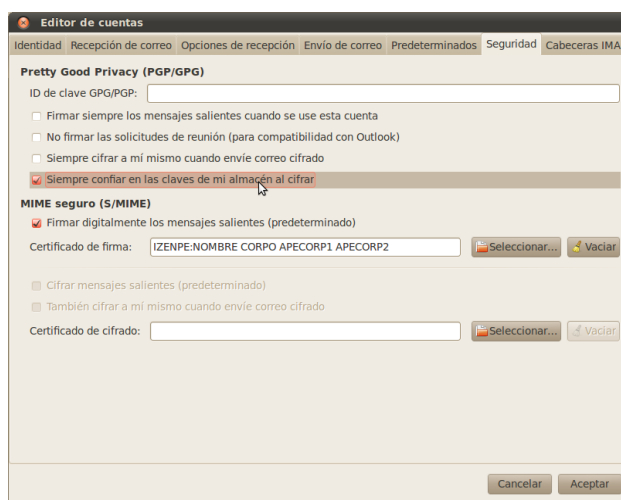 Editor de cuentas
Identidad Recepción de correo Opciones de recepción Envío de correo Predeterminados Seguridad Cabeceras IMA
Pretty Good Privacy (PGP/GPG)
ID de clave GPG/PGP:
Firmar siempre los mensajes salientes cuando se use esta cuenta
No firmar las solicitudes de reunión (para compatibilidad con Outlook)
Siempre cifrar a mí mismo cuando envíe correo cifrado
Siempre confiar en las claves de mi almacén al cifrar
MIME seguro (S/MIME)
Firmar digitalmente los mensajes salientes (predeterminado)
Certificado de firma: IZENPE:NOMBRE CORPO APECORP1 APECORP2 Seleccionar... Vaciar
Cifrar mensajes salientes (predeterminado)
También cifrar a mí mismo cuando envíe correo cifrado
Certificado de cifrado: Seleccionar... Vaciar
Cancelar Aceptar